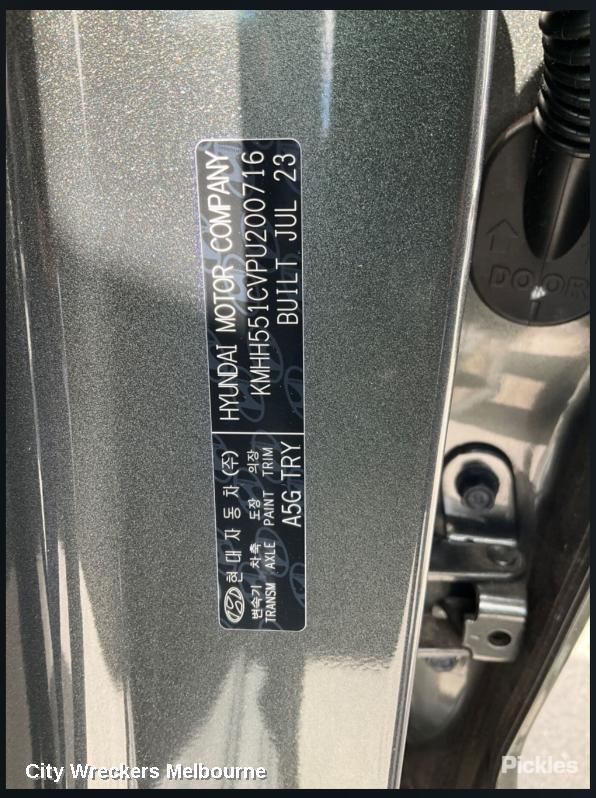 현대자동차(주) HYUNDAI MOTOR COMPANY
변속기 차축 도장 의장 KMHH551CVPU200716
TRANSM AXLE PAINT TRIM BUILT JUL 23
A5G TRY
DOOR
City Wreckers Melbourne
Pickles